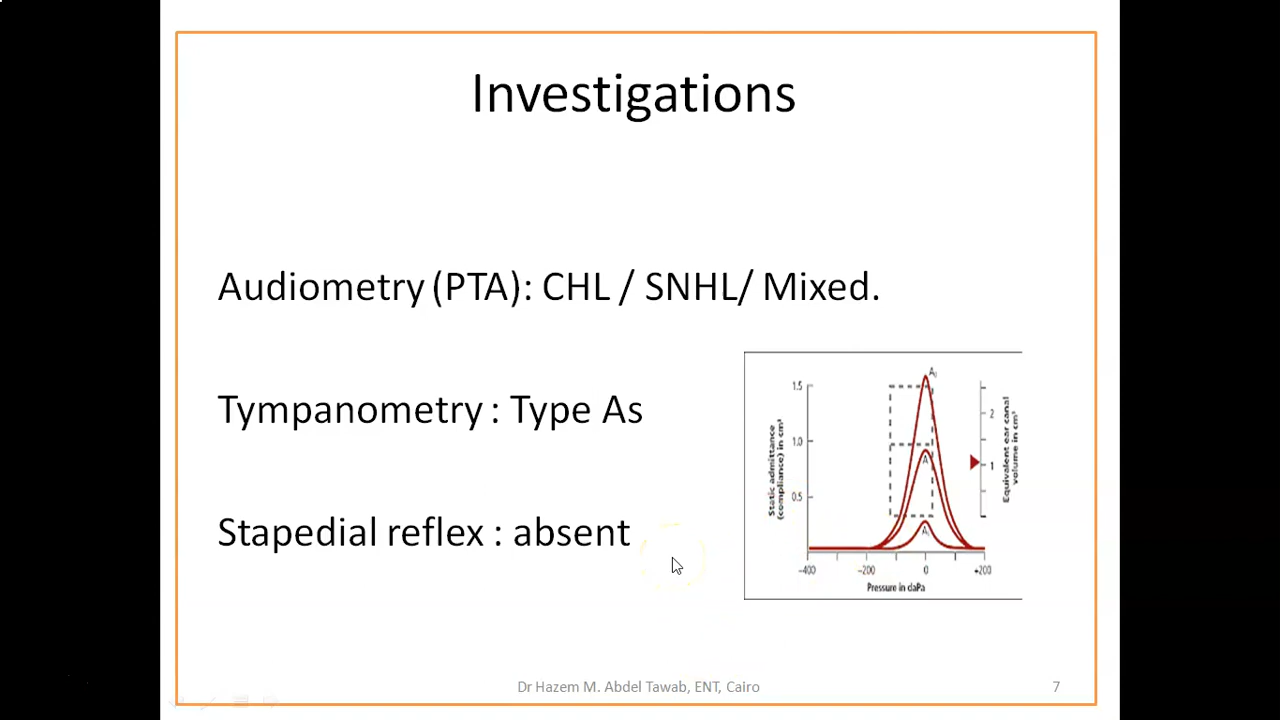 Investigations
Audiometry (PTA): CHL / SNHL/ Mixed.
Tympanometry : Type As
Stapedial reflex : absent
Static admittance
(compliance) in cm³
1.5
1.0
0.5
A
2
1
Equivalent ear canal
volume in cm³
-400
-200
0
+200
Pressure in daPa
Dr Hazem M. Abdel Tawab, ENT, Cairo
7